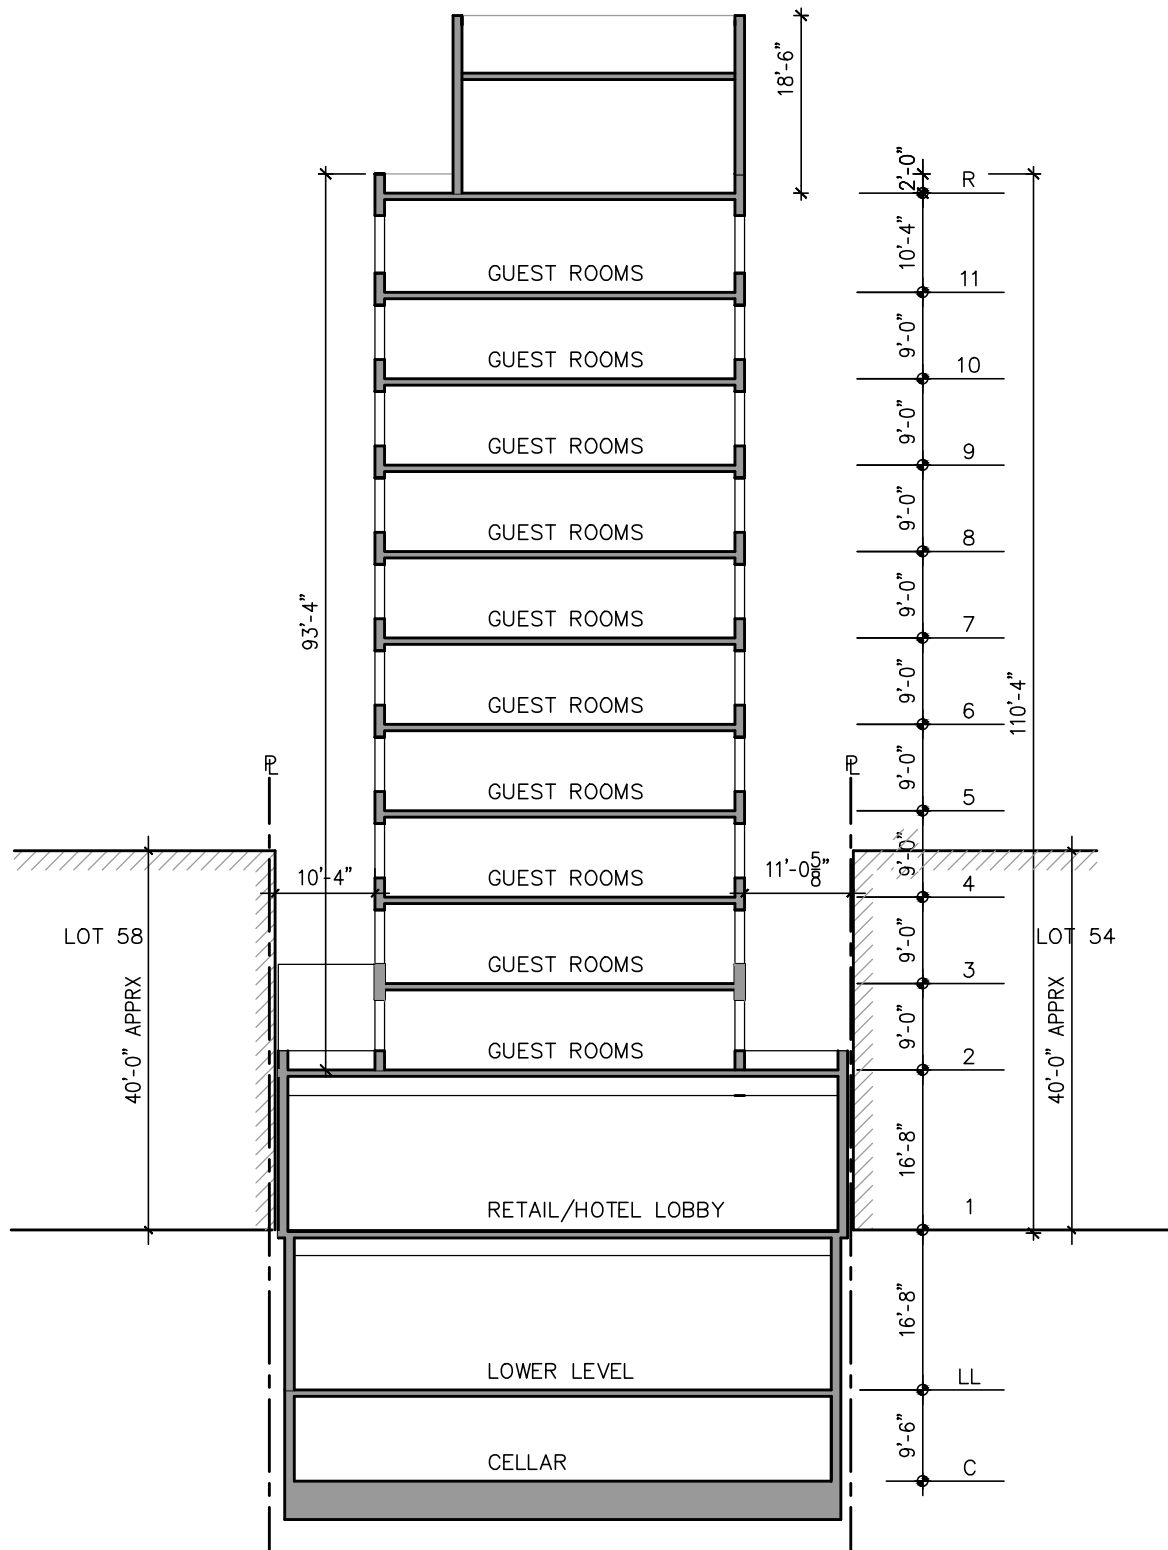 18'-6"
2'-0"
R
10'-4"
GUEST ROOMS
11
9'-0"
GUEST ROOMS
10
9'-0"
GUEST ROOMS
9
9'-0"
GUEST ROOMS
8
9'-0"
93'-4"
GUEST ROOMS
7
9'-0"
110'-4"
GUEST ROOMS
6
9'-0"
PL
PL
GUEST ROOMS
5
9'-0"
10'-4"
GUEST ROOMS
11'-0 5/8"
4
LOT 58
9'-0"
LOT 54
GUEST ROOMS
3
40'-0" APPRX
9'-0"
40'-0" APPRX
GUEST ROOMS
2
16'-8"
RETAIL/HOTEL LOBBY
1
16'-8"
LOWER LEVEL
LL
9'-6"
CELLAR
C